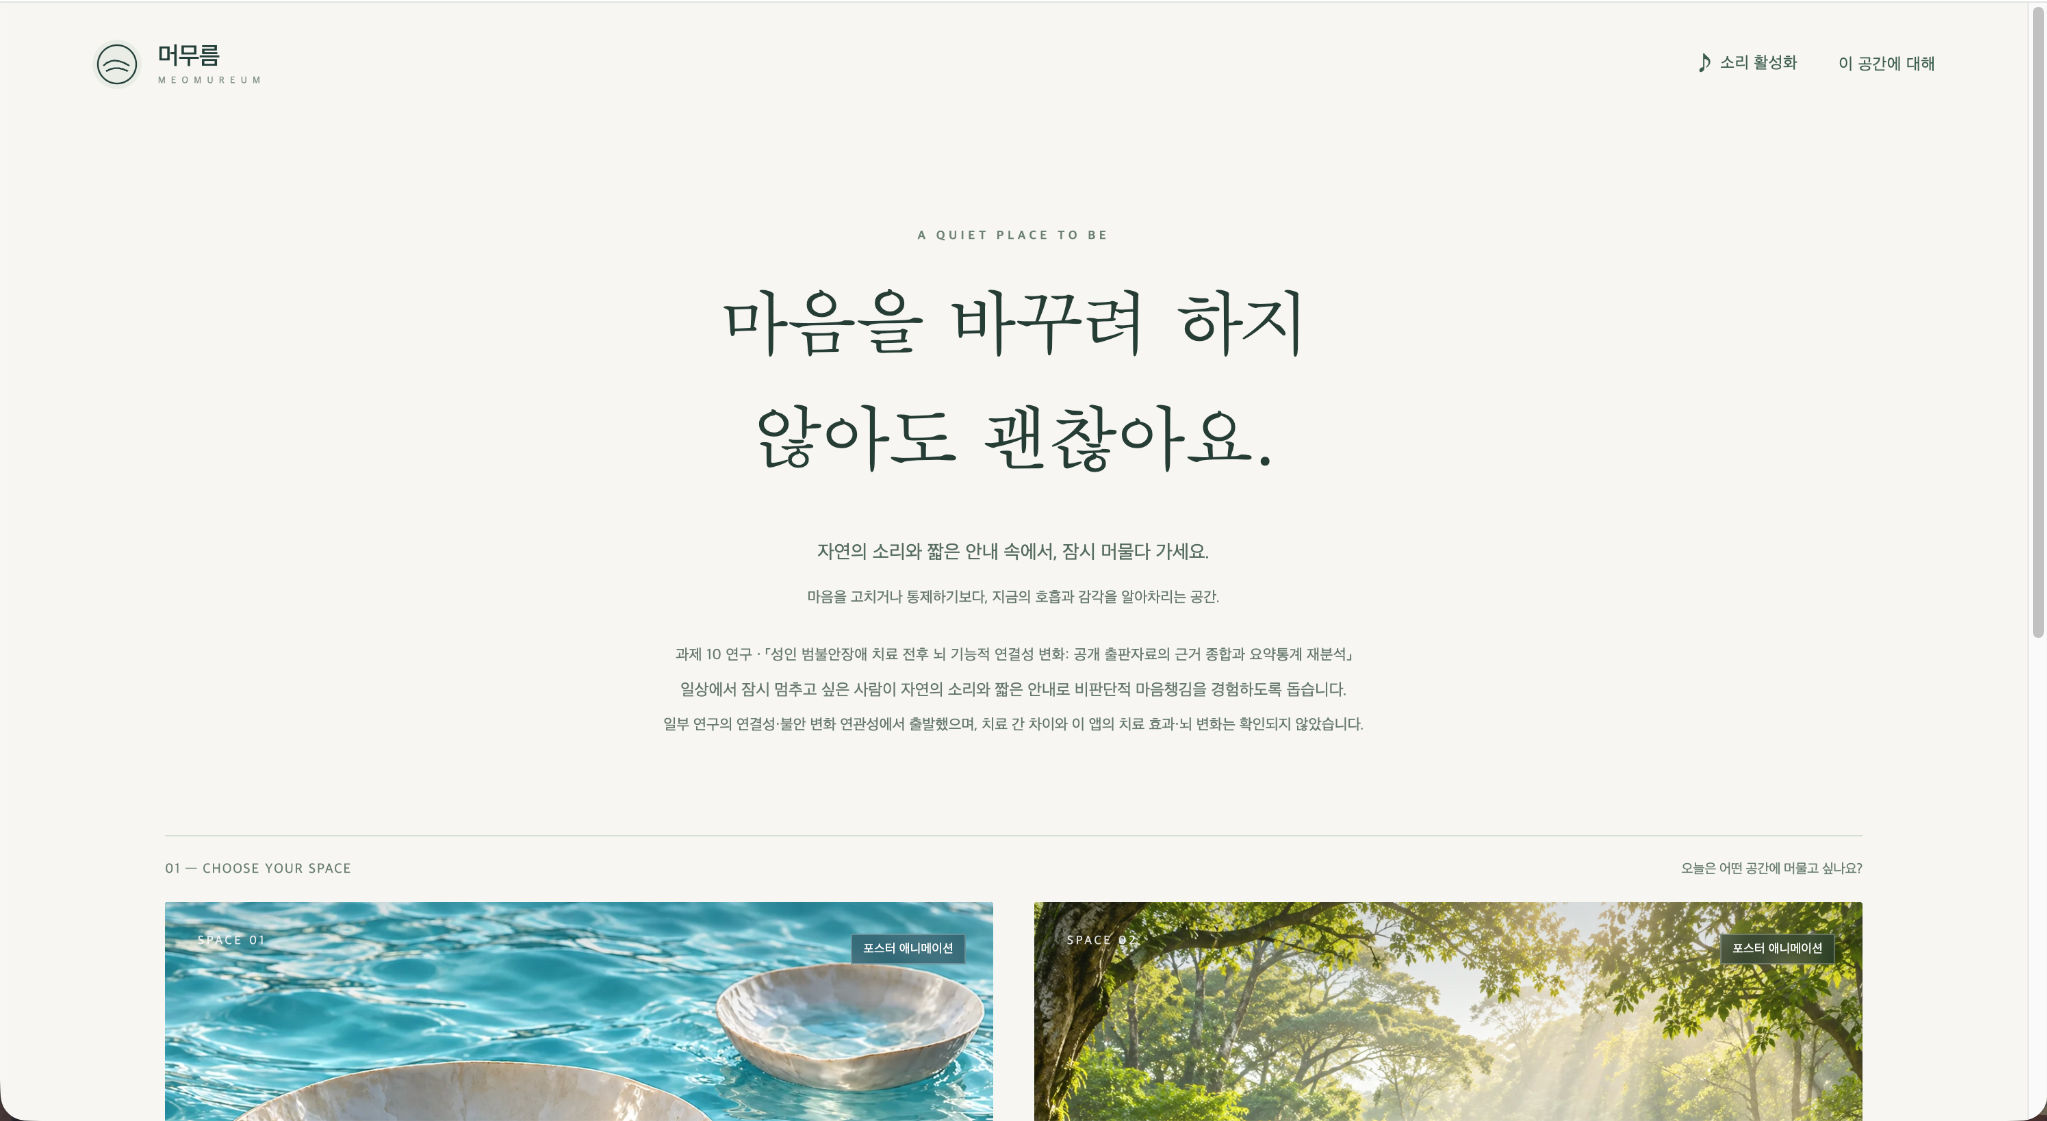 머무름
MEOMUREUM
소리 활성화
이 공간에 대해
A QUIET PLACE TO BE
마음을 바꾸려 하지
않아도 괜찮아요.
자연의 소리와 짧은 안내 속에서, 잠시 머물다 가세요.
마음을 고치거나 통제하기보다, 지금의 호흡과 감각을 알아차리는 공간.
과제 10 연구 · 「성인 범불안장애 치료 전후 뇌 기능적 연결성 변화: 공개 출판자료의 근거 종합과 요약통계 재분석」
일상에서 잠시 멈추고 싶은 사람이 자연의 소리와 짧은 안내로 비판단적 마음챙김을 경험하도록 돕습니다.
일부 연구의 연결성·불안 변화 연관성에서 출발했으며, 치료 간 차이와 이 앱의 치료 효과·뇌 변화는 확인되지 않았습니다.
01 — CHOOSE YOUR SPACE
오늘은 어떤 공간에 머물고 싶나요?
SPACE 01
포스터 애니메이션
SPACE 02
포스터 애니메이션